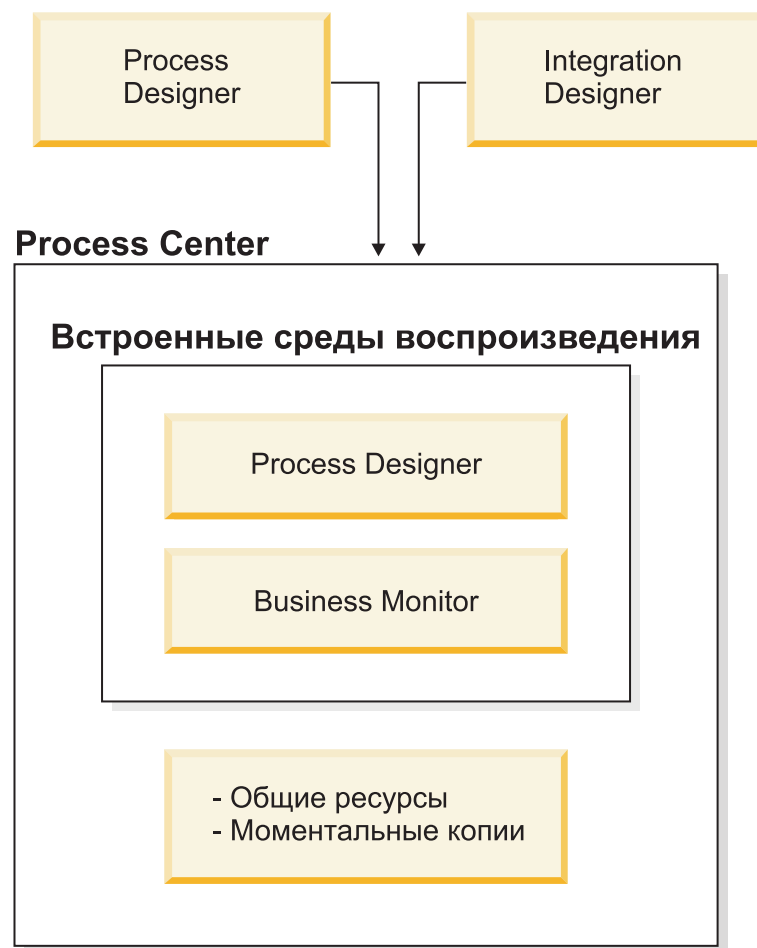 Process
Designer
Integration
Designer
Process Center
Встроенные среды воспроизведения
Process Designer
Business Monitor
- Общие ресурсы
- Моментальные копии